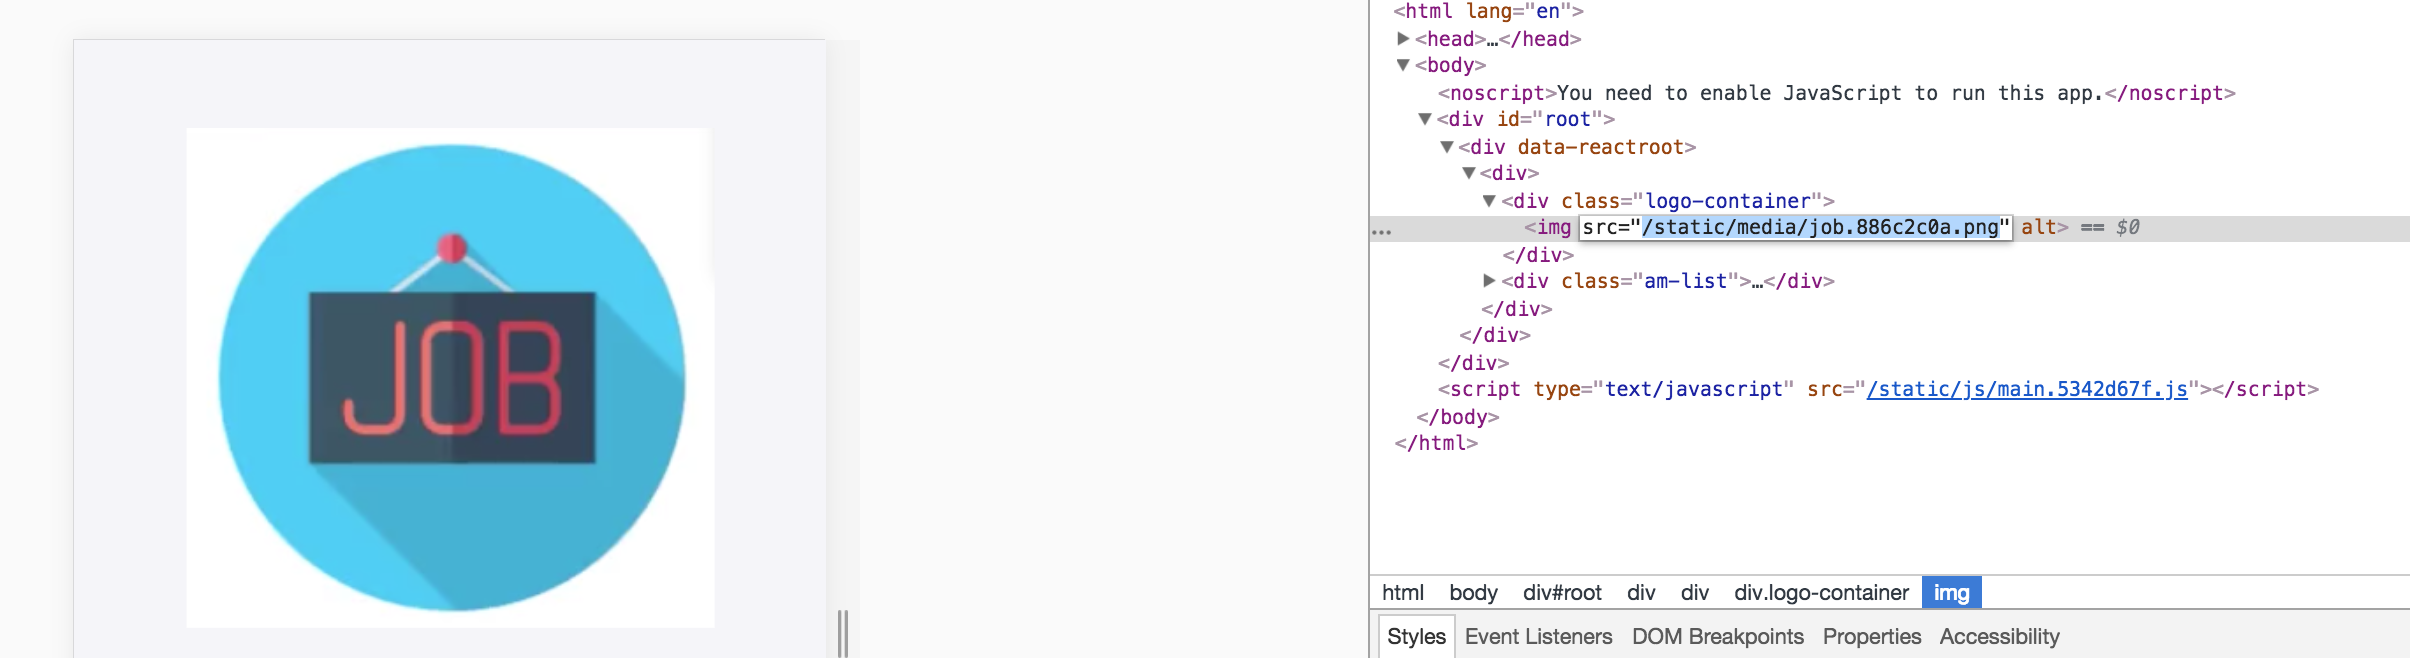 JOB
<html lang="en">
<head>…</head>
<body>
<noscript>You need to enable JavaScript to run this app.</noscript>
<div id="root">
<div data-reactroot>
<div>
<div class="logo-container">
… <img src="/static/media/job.886c2c0a.png" alt> == $0
</div>
<div class="am-list">…</div>
</div>
</div>
</div>
<script type="text/javascript" src="/static/js/main.5342d67f.js"></script>
</body>
</html>
html body div#root div div div.logo-container img
Styles Event Listeners DOM Breakpoints Properties Accessibility